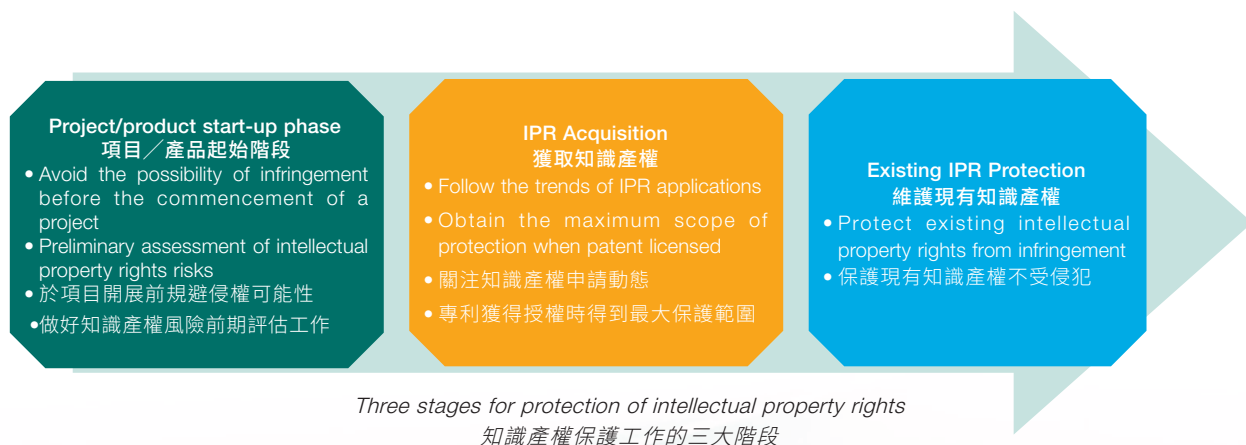 Project/product start-up phase
項目／產品起始階段
• Avoid the possibility of infringement
before the commencement of a
project
• Preliminary assessment of intellectual
property rights risks
• 於項目開展前規避侵權可能性
•做好知識產權風險前期評估工作
IPR Acquisition
獲取知識產權
• Follow the trends of IPR applications
• Obtain the maximum scope of
protection when patent licensed
• 關注知識產權申請動態
• 專利獲得授權時得到最大保護範圍
Existing IPR Protection
維護現有知識產權
• Protect existing intellectual
property rights from infringement
• 保護現有知識產權不受侵犯
Three stages for protection of intellectual property rights
知識產權保護工作的三大階段